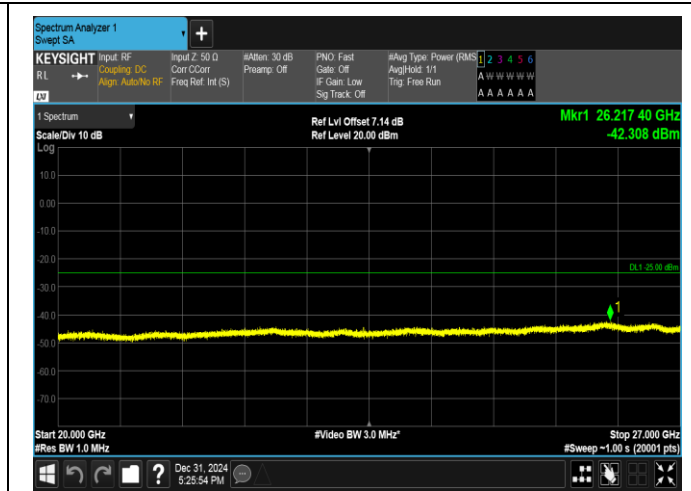 Spectrum Analyzer 1
Swept SA
+
KEYSIGHT
RL
LXI
Input: RF
Coupling: DC
Align: Auto/No RF
Input Z: 50 Ω
Corr CCorr
Freq Ref: Int (S)
#Atten: 30 dB
Preamp: Off
PNO: Fast
Gate: Off
IF Gain: Low
Sig Track: Off
#Avg Type: Power (RMS
Avg|Hold: 1/1
Trig: Free Run
1 2 3 4 5 6
A W W W W W
A A A A A A
1 Spectrum
Scale/Div 10 dB
Log
Ref Lvl Offset 7.14 dB
Ref Level 20.00 dBm
Mkr1 26.217 40 GHz
-42.308 dBm
10.0
0.00
-10.0
-20.0
DL1 -25.00 dBm
-30.0
1
-40.0
-50.0
-60.0
-70.0
Start 20.000 GHz
#Res BW 1.0 MHz
#Video BW 3.0 MHz*
Stop 27.000 GHz
#Sweep ~1.00 s (20001 pts)
?
Dec 31, 2024
5:25:54 PM